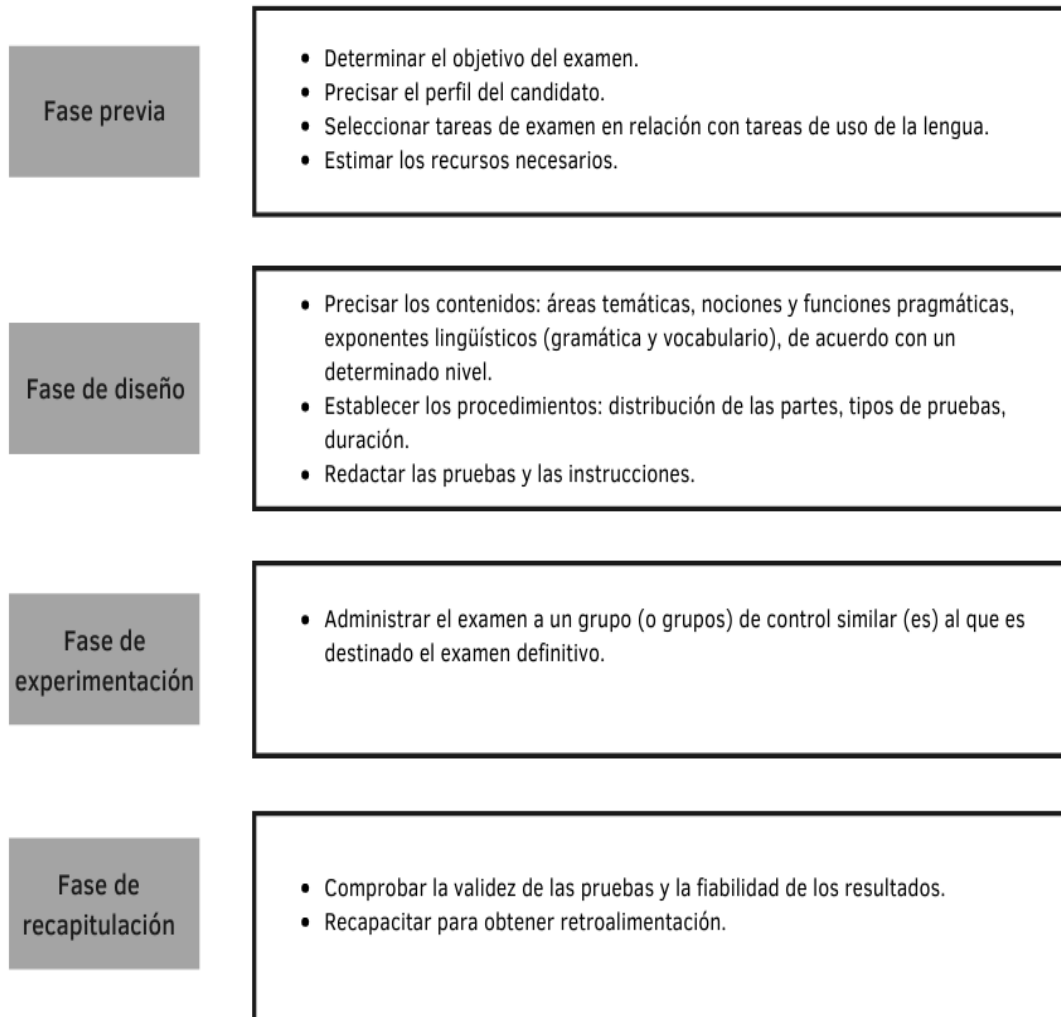 Fase previa
• Determinar el objetivo del examen.
• Precisar el perfil del candidato.
• Seleccionar tareas de examen en relación con tareas de uso de la lengua.
• Estimar los recursos necesarios.
Fase de diseño
• Precisar los contenidos: áreas temáticas, nociones y funciones pragmáticas,
exponentes lingüísticos (gramática y vocabulario), de acuerdo con un
determinado nivel.
• Establecer los procedimientos: distribución de las partes, tipos de pruebas,
duración.
• Redactar las pruebas y las instrucciones.
Fase de
experimentación
• Administrar el examen a un grupo (o grupos) de control similar (es) al que es
destinado el examen definitivo.
Fase de
recapitulación
• Comprobar la validez de las pruebas y la fiabilidad de los resultados.
• Recapacitar para obtener retroalimentación.